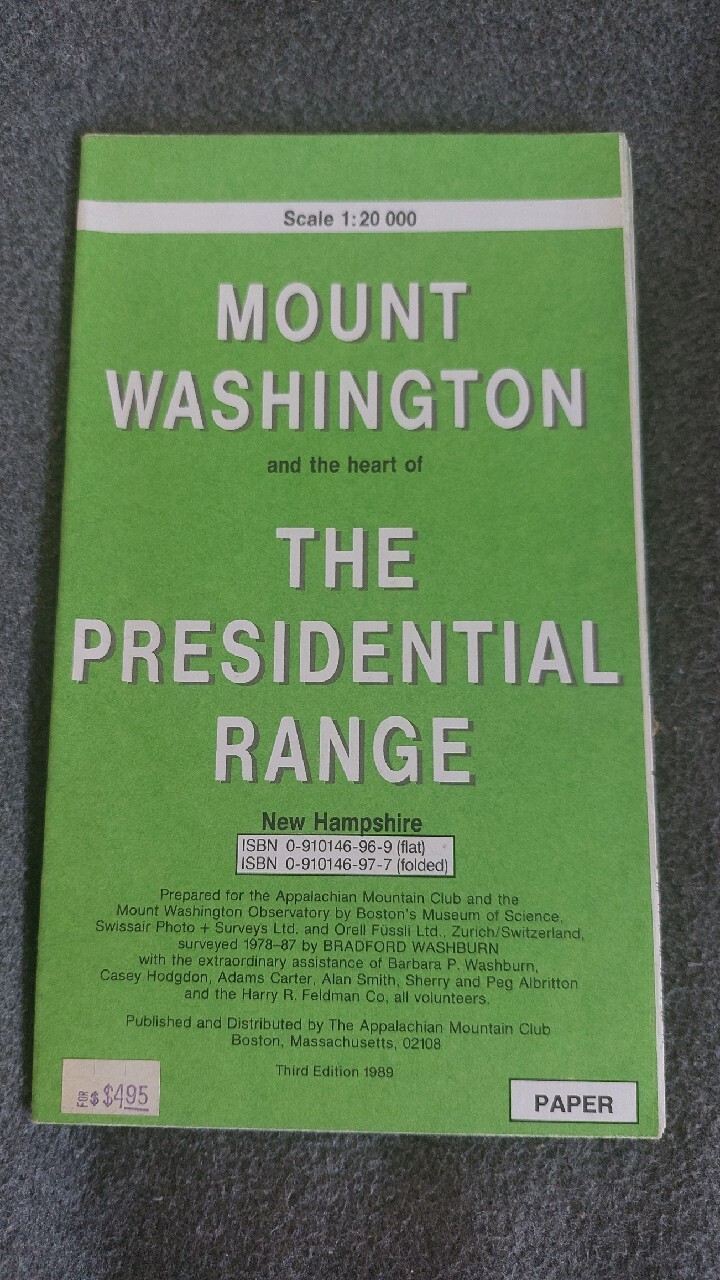 Scale 1:20 000
MOUNT
WASHINGTON
and the heart of
THE
PRESIDENTIAL
RANGE
New Hampshire
ISBN 0-910146-96-9 (flat)
ISBN 0-910146-97-7 (folded)
Prepared for the Appalachian Mountain Club and the
Mount Washington Observatory by Boston's Museum of Science,
Swissair Photo + Surveys Ltd. and Orell Füssli Ltd., Zurich/Switzerland,
surveyed 1978-87 by BRADFORD WASHBURN
with the extraordinary assistance of Barbara P. Washburn,
Casey Hodgdon, Adams Carter, Alan Smith, Sherry and Peg Albritton
and the Harry R. Feldman Co, all volunteers.
Published and Distributed by The Appalachian Mountain Club
Boston, Massachusetts, 02108
Third Edition 1989
FOR $ $495
PAPER